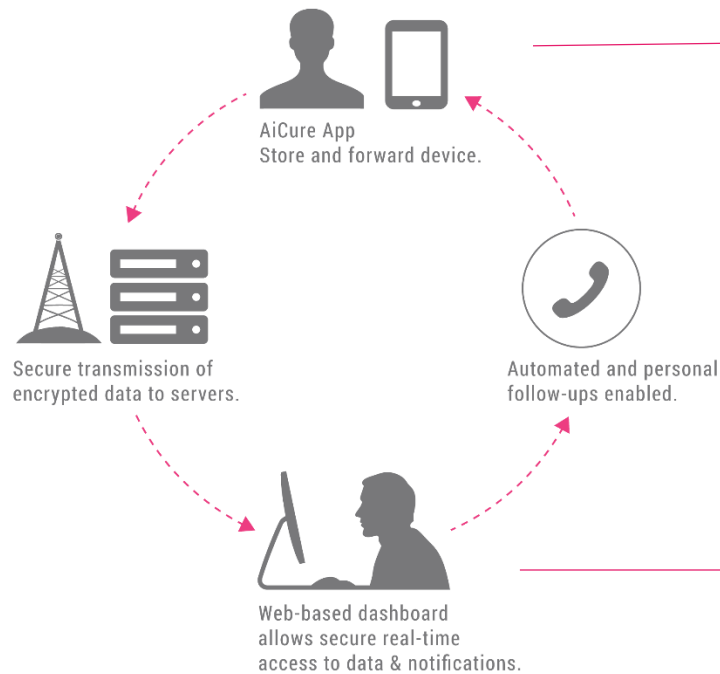 AiCure App
Store and forward device.
Secure transmission of
encrypted data to servers.
Automated and personal
follow-ups enabled.
Web-based dashboard
allows secure real-time
access to data & notifications.